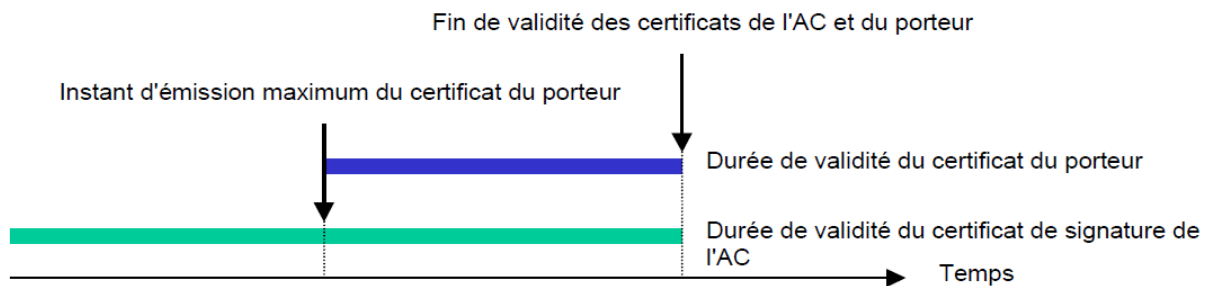 Fin de validité des certificats de l'AC et du porteur
Instant d'émission maximum du certificat du porteur
Durée de validité du certificat du porteur
Durée de validité du certificat de signature de
l'AC
Temps